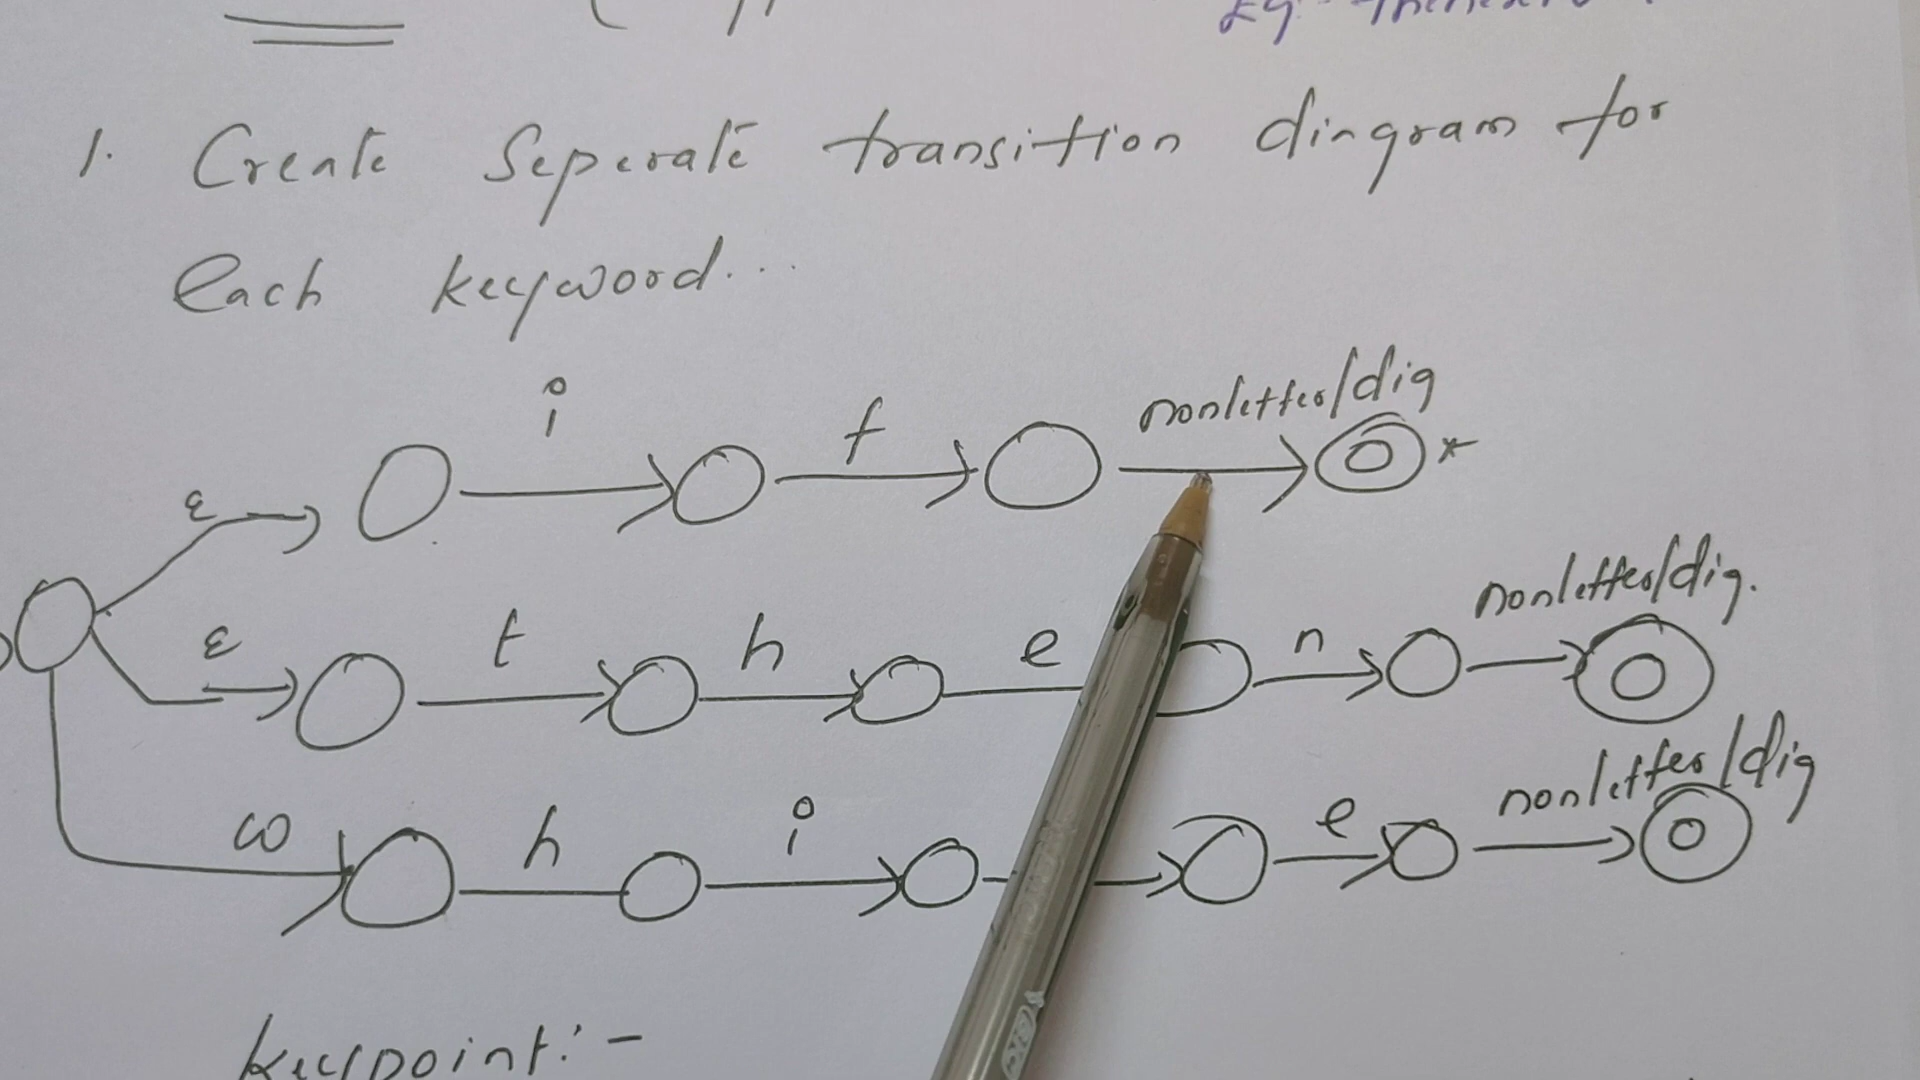 1. Create Seperate transition diagram for
each keyword...
i f nonletter/dig *
ε
ε t h e n nonletter/dig.
w h i e nonletter/dig
keypoint:-